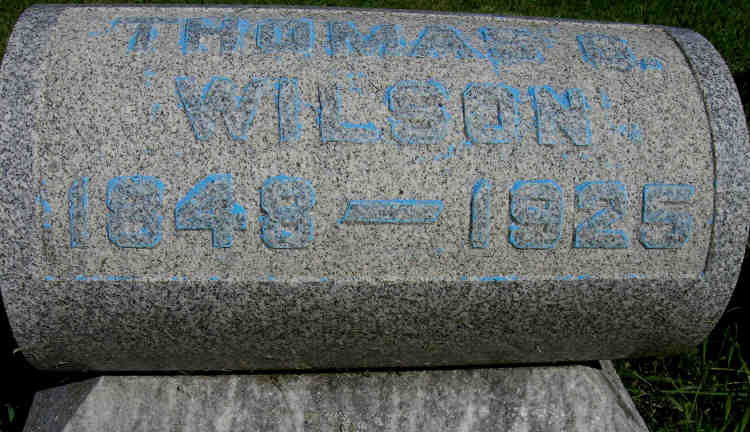 THOMAS B.
WILSON
1848 — 1925